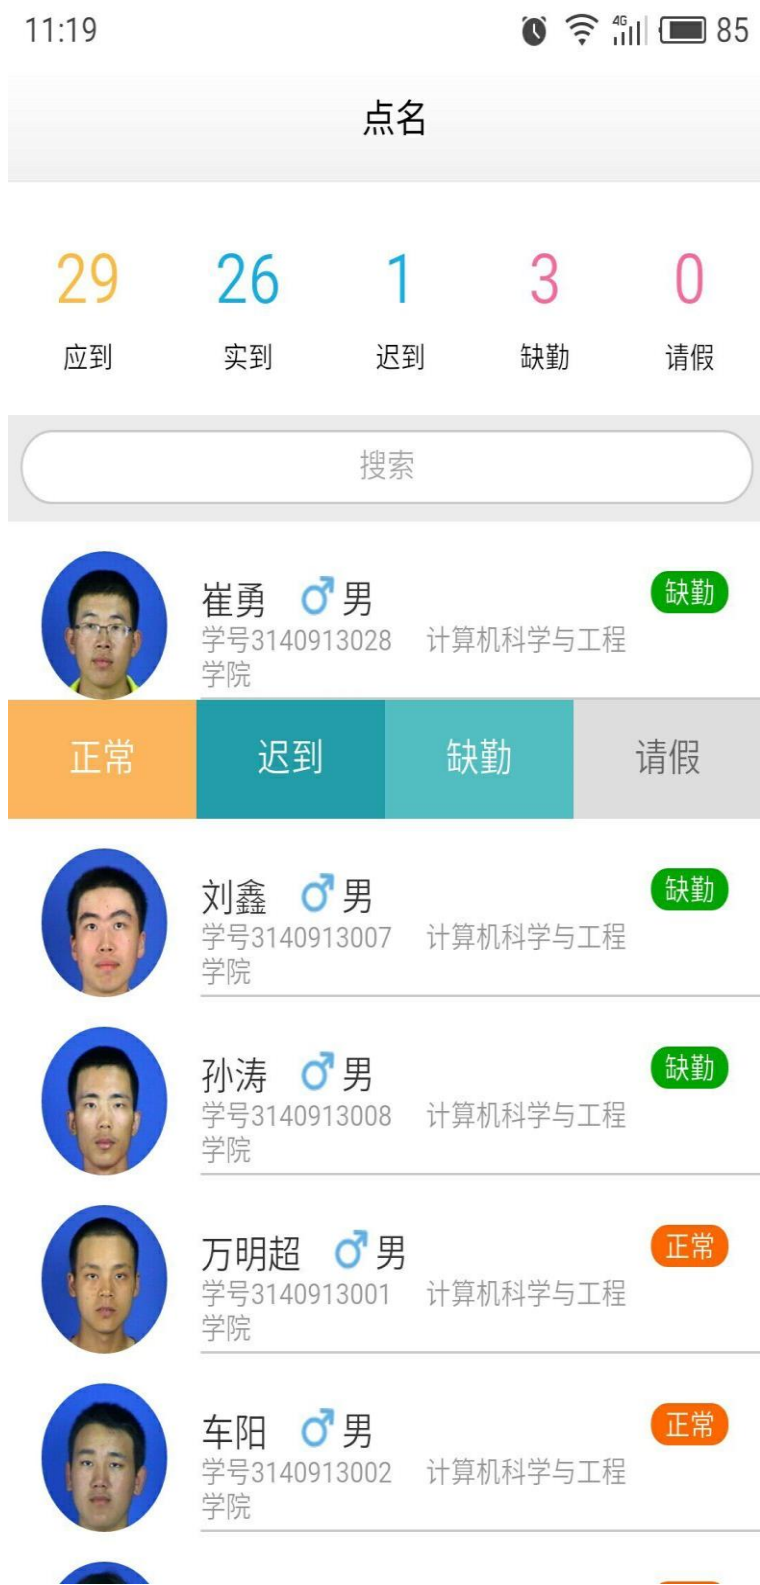 11:19 4G 85
点名
29 26 1 3 0
应到 实到 迟到 缺勤 请假
搜索
崔勇 男 缺勤
学号3140913028 计算机科学与工程
学院
正常 迟到 缺勤 请假
刘鑫 男 缺勤
学号3140913007 计算机科学与工程
学院
孙涛 男 缺勤
学号3140913008 计算机科学与工程
学院
万明超 男 正常
学号3140913001 计算机科学与工程
学院
车阳 男 正常
学号3140913002 计算机科学与工程
学院